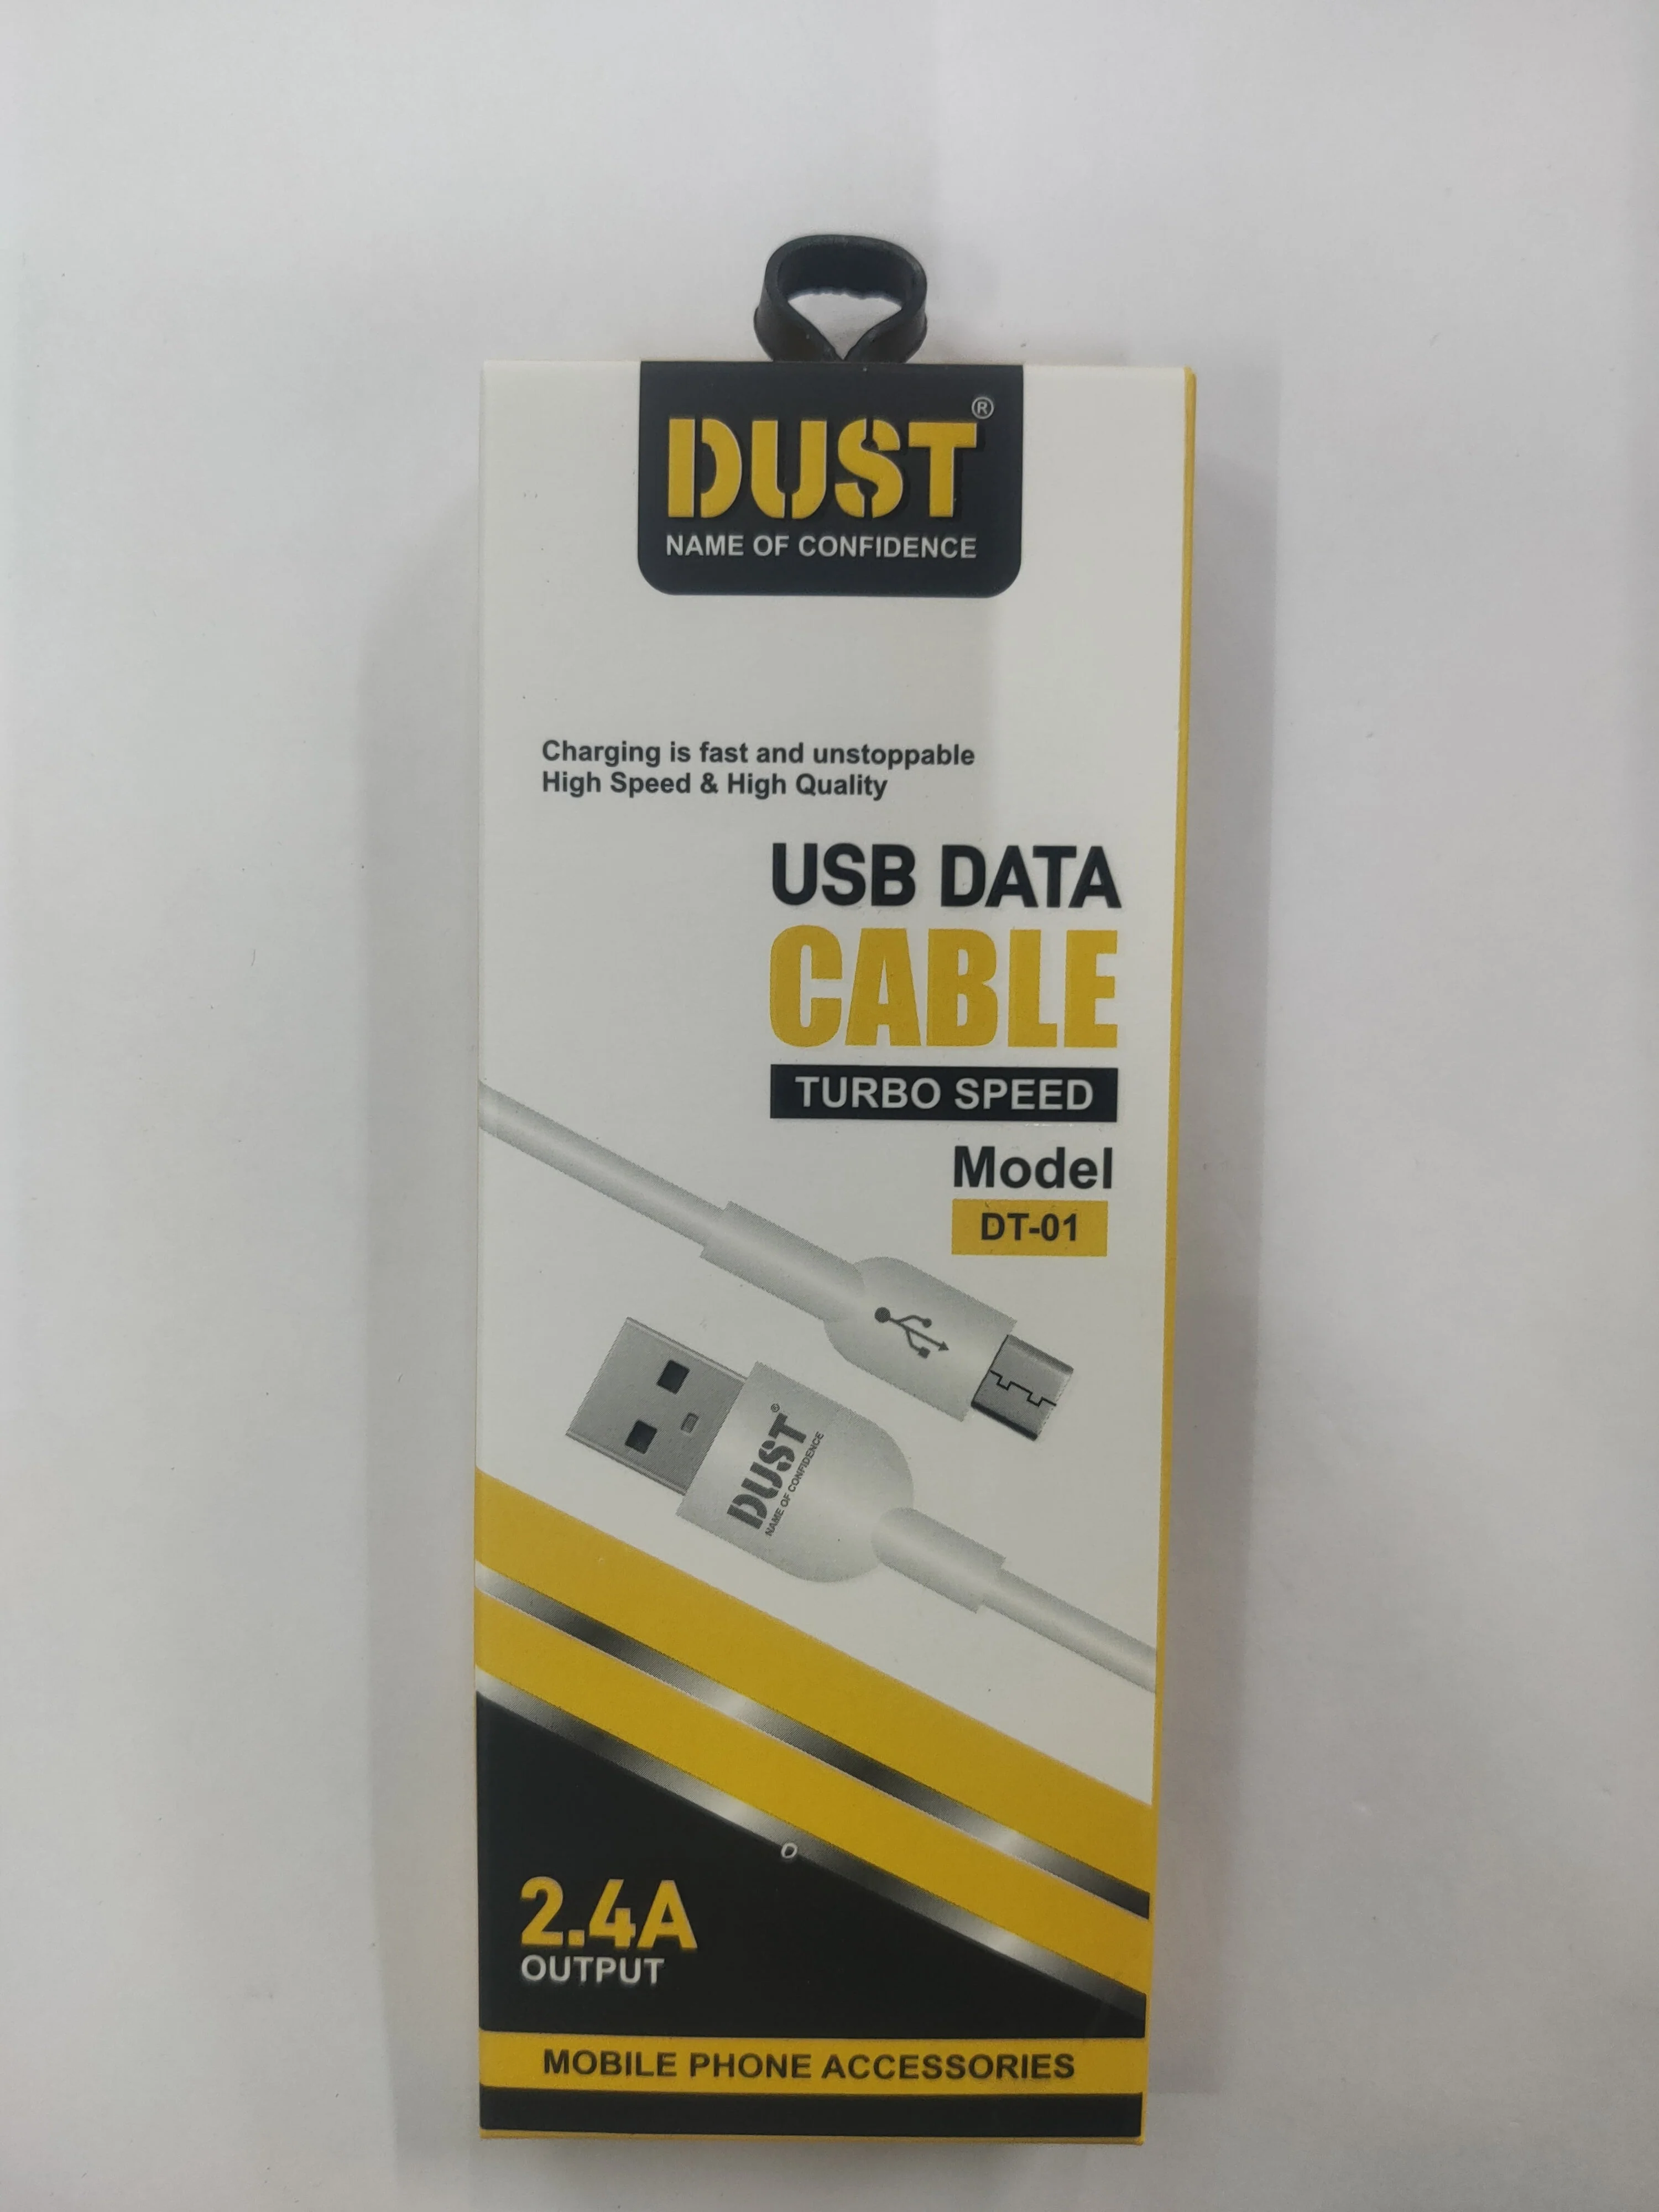 DUST®
NAME OF CONFIDENCE
Charging is fast and unstoppable
High Speed & High Quality
USB DATA
CABLE
TURBO SPEED
Model
DT-01
DUST®
NAME OF CONFIDENCE
2.4A
OUTPUT
MOBILE PHONE ACCESSORIES